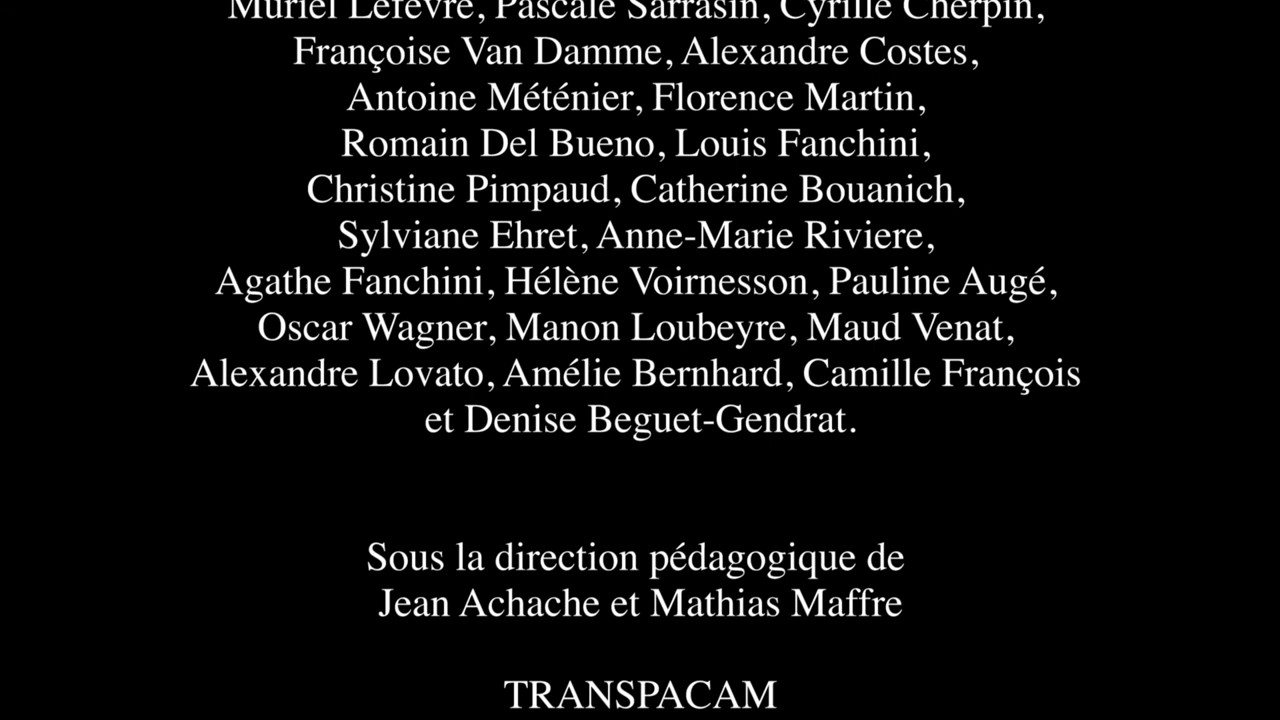 Muriel Lefèvre, Pascale Sarrasin, Cyrille Cherpin,
Françoise Van Damme, Alexandre Costes,
Antoine Méténier, Florence Martin,
Romain Del Bueno, Louis Fanchini,
Christine Pimpaud, Catherine Bouanich,
Sylviane Ehret, Anne-Marie Riviere,
Agathe Fanchini, Hélène Voirnesson, Pauline Augé,
Oscar Wagner, Manon Loubeyre, Maud Venat,
Alexandre Lovato, Amélie Bernhard, Camille François
et Denise Beguet-Gendrat.
Sous la direction pédagogique de
Jean Achache et Mathias Maffre
TRANSPACAM